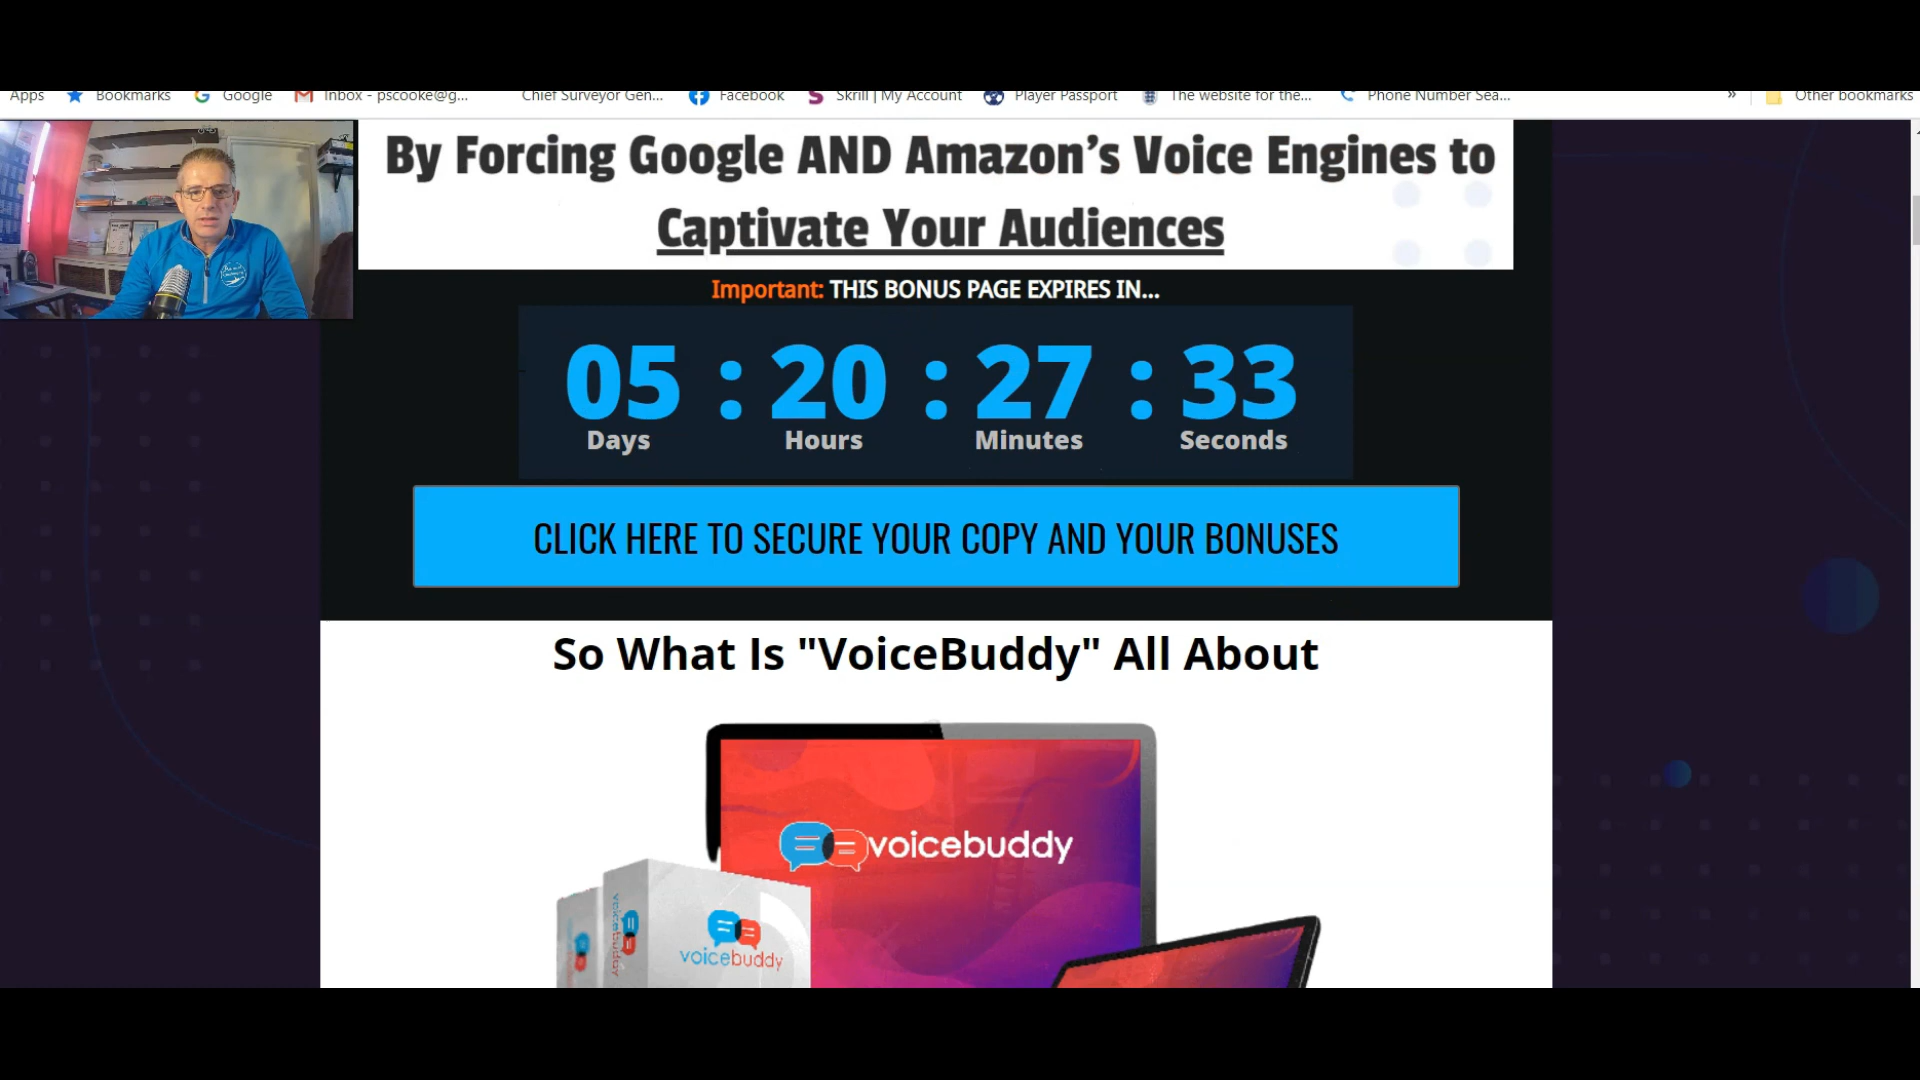 Apps Bookmarks Google Inbox - pscooke@g... Chief Surveyor Gen... Facebook Skrill | My Account Player Passport The website for the... Phone Number Sea... » Other bookmarks
By Forcing Google AND Amazon's Voice Engines to
Captivate Your Audiences
Important: THIS BONUS PAGE EXPIRES IN...
05 : 20 : 27 : 33
Days Hours Minutes Seconds
CLICK HERE TO SECURE YOUR COPY AND YOUR BONUSES
So What Is "VoiceBuddy" All About
voicebuddy
voicebuddy
voicebuddy